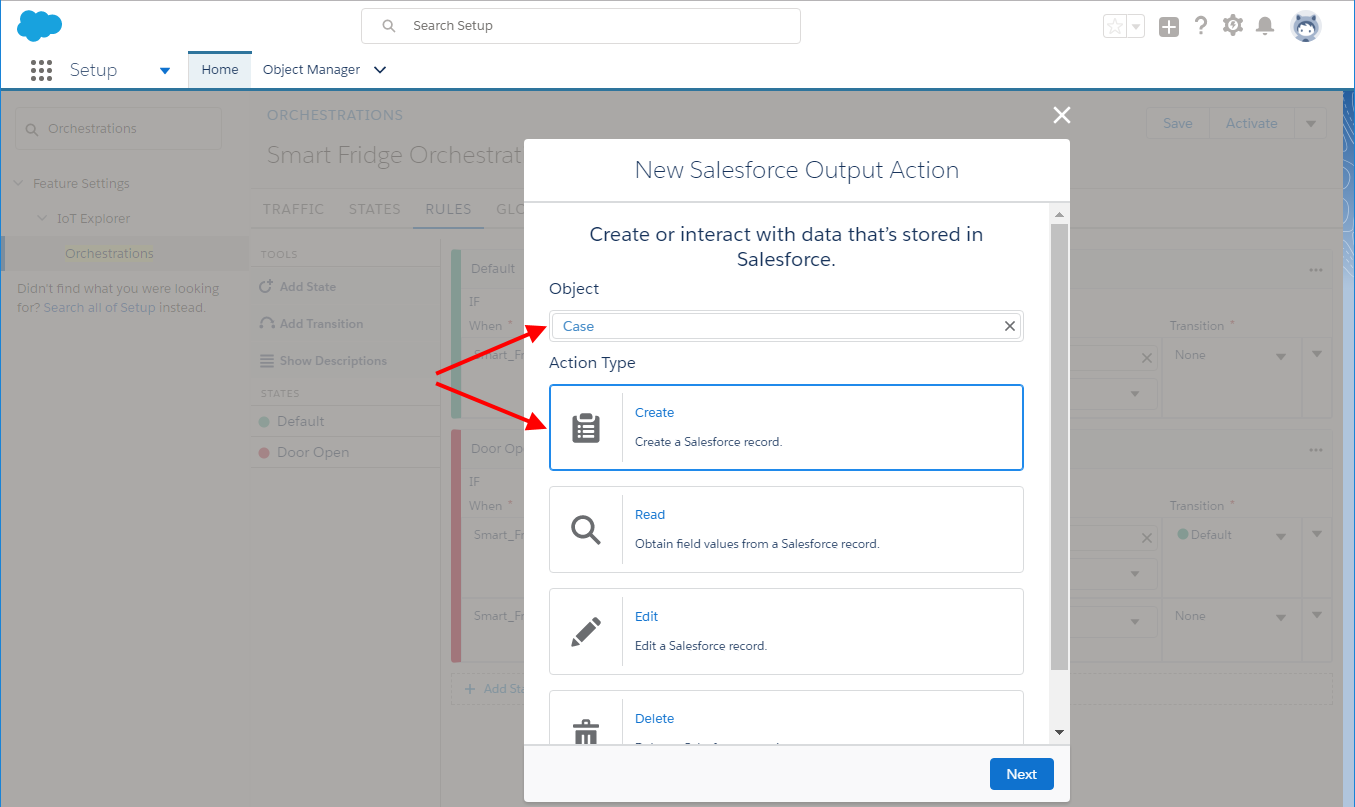 Search Setup
Setup
Home
Object Manager
Orchestrations
ORCHESTRATIONS
Save
Activate
Smart Fridge Orchestrat
Feature Settings
IoT Explorer
Orchestrations
Didn't find what you were looking
for? Search all of Setup instead.
TRAFFIC
STATES
RULES
GLO
TOOLS
Add State
Add Transition
Show Descriptions
STATES
Default
Door Open
Default
IF
When *
Smart_Fr
Transition *
None
Door Op
IF
When *
Smart_Fr
Transition *
Default
Smart_Fr
None
+ Add Sta
New Salesforce Output Action
Create or interact with data that's stored in
Salesforce.
Object
Case
Action Type
Create
Create a Salesforce record.
Read
Obtain field values from a Salesforce record.
Edit
Edit a Salesforce record.
Delete
Next